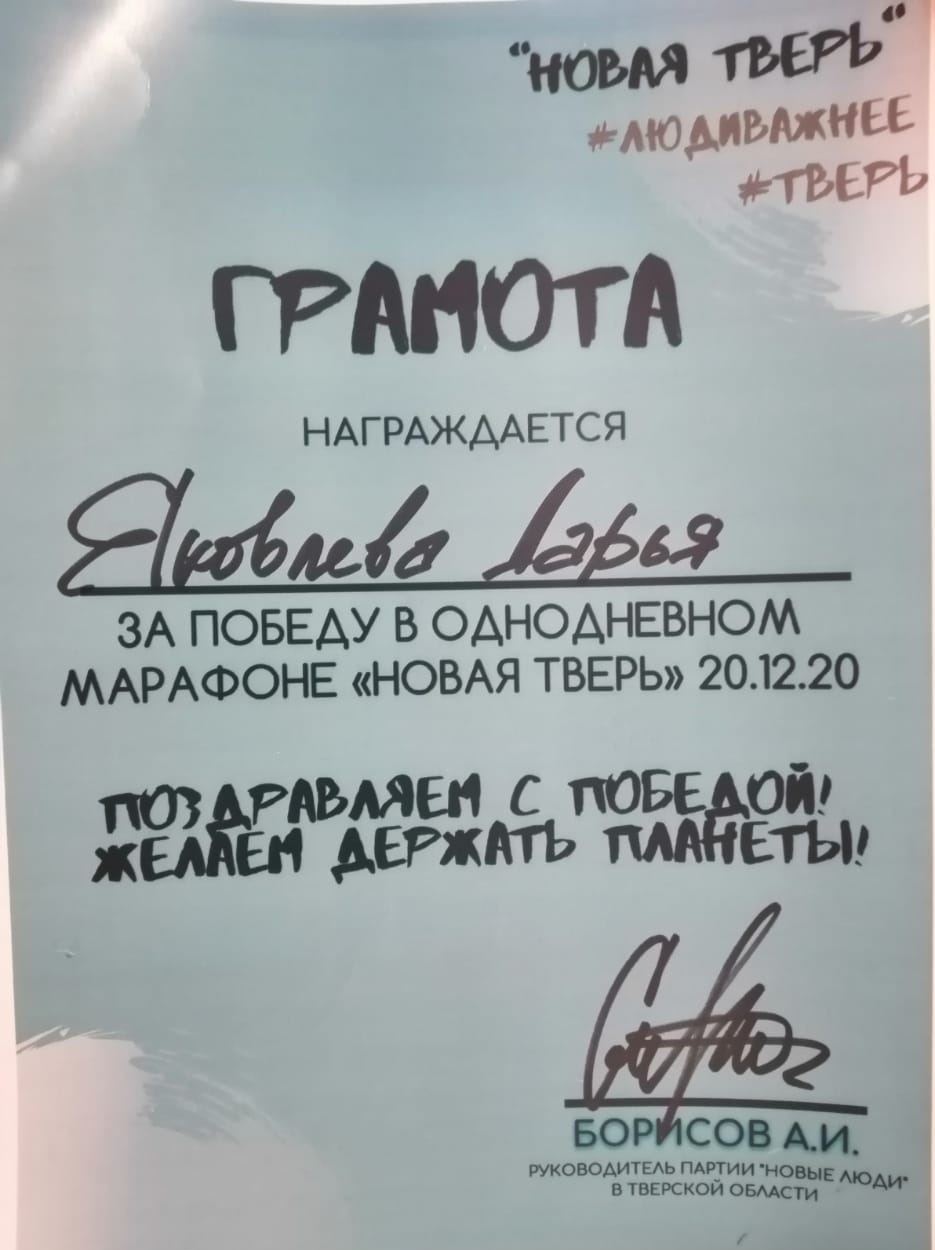 "НОВАЯ ТВЕРЬ"
#ЛЮДИВАЖНЕЕ
#ТВЕРЬ
ГРАМОТА
НАГРАЖДАЕТСЯ
Яковлева Дарья
ЗА ПОБЕДУ В ОДНОДНЕВНОМ
МАРАФОНЕ «НОВАЯ ТВЕРЬ» 20.12.20
ПОЗДРАВЛЯЕМ С ПОБЕДОЙ!
ЖЕЛАЕМ ДЕРЖАТЬ ПЛАНЕТЫ!
БОРИСОВ А.И.
РУКОВОДИТЕЛЬ ПАРТИИ "НОВЫЕ ЛЮДИ"
В ТВЕРСКОЙ ОБЛАСТИ